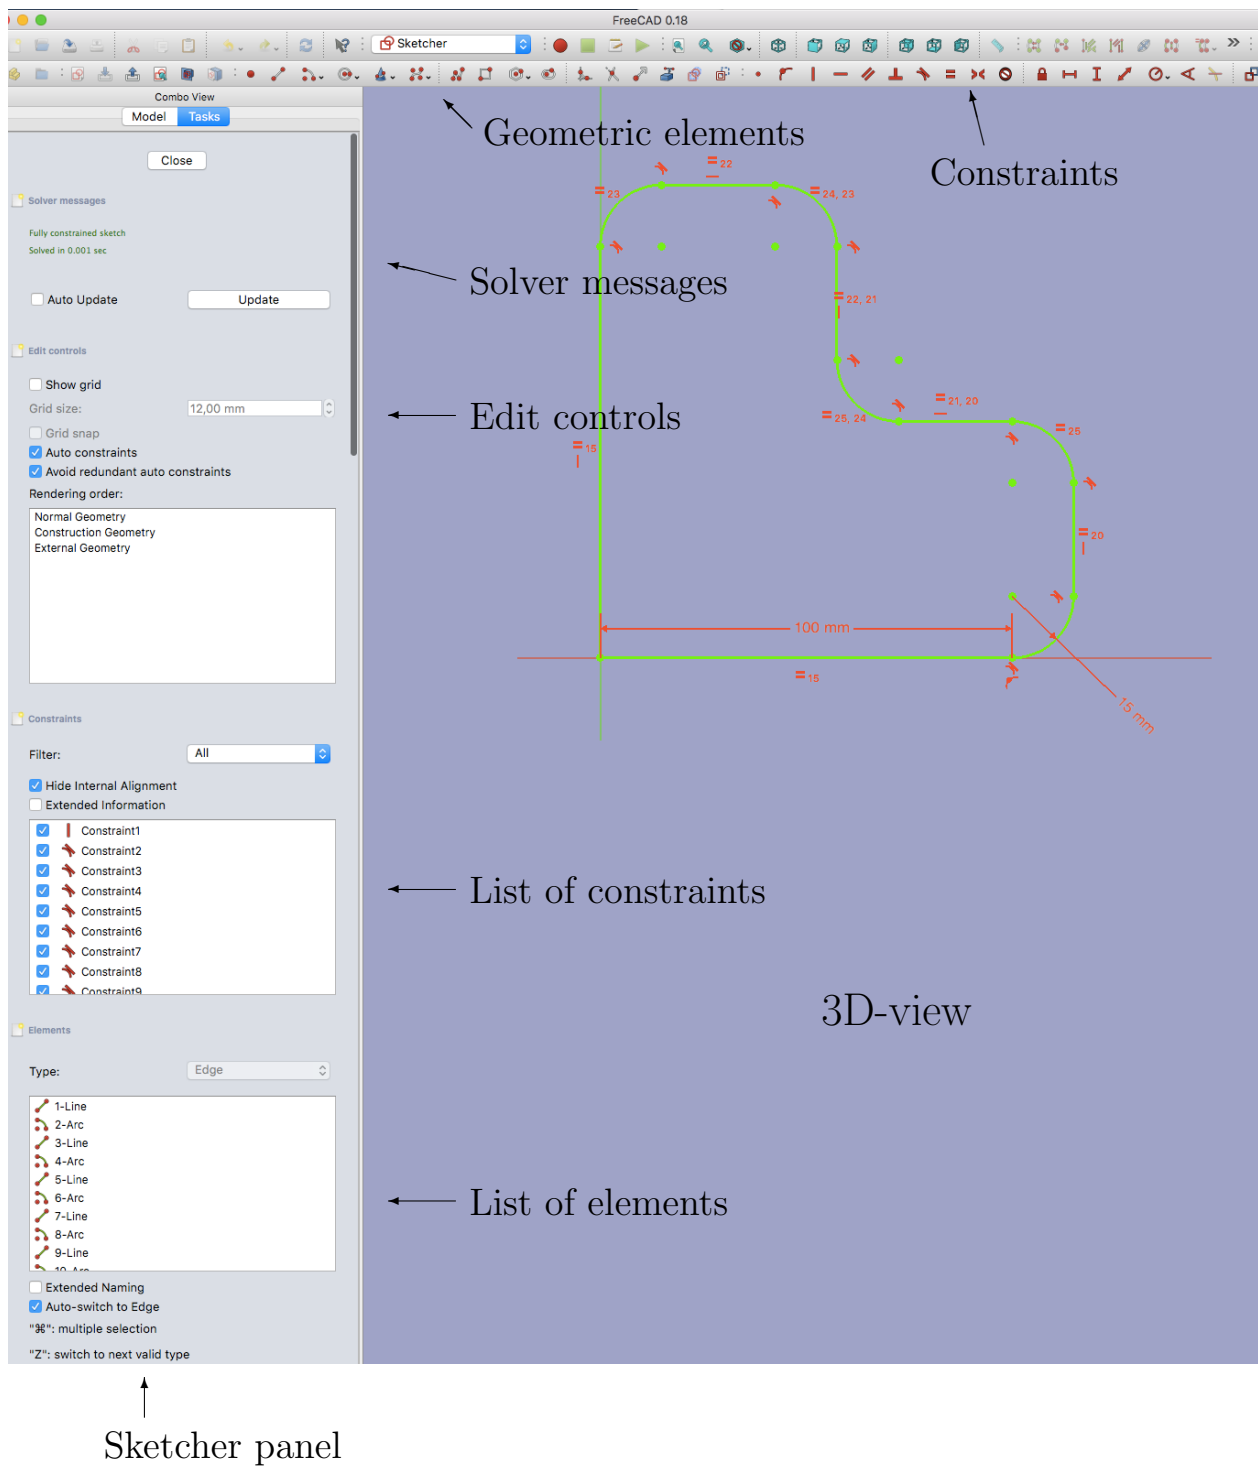 FreeCAD 0.18
Sketcher
Combo View
Model Tasks
Close
Solver messages
Fully constrained sketch
Solved in 0.001 sec
Auto Update Update
Edit controls
Show grid
Grid size: 12,00 mm
Grid snap
Auto constraints
Avoid redundant auto constraints
Rendering order:
Normal Geometry
Construction Geometry
External Geometry
Constraints
Filter: All
Hide Internal Alignment
Extended Information
Constraint1
Constraint2
Constraint3
Constraint4
Constraint5
Constraint6
Constraint7
Constraint8
Constraint9
Elements
Type: Edge
1-Line
2-Arc
3-Line
4-Arc
5-Line
6-Arc
7-Line
8-Arc
9-Line
10-Arc
Extended Naming
Auto-switch to Edge
"⌘": multiple selection
"Z": switch to next valid type
Geometric elements
Constraints
= 22
= 23
= 24, 23
Solver messages
= 22, 21
Edit controls
= 21, 20
= 25, 24
= 25
= 15
= 20
100 mm
= 15
15 mm
List of constraints
3D-view
List of elements
Sketcher panel